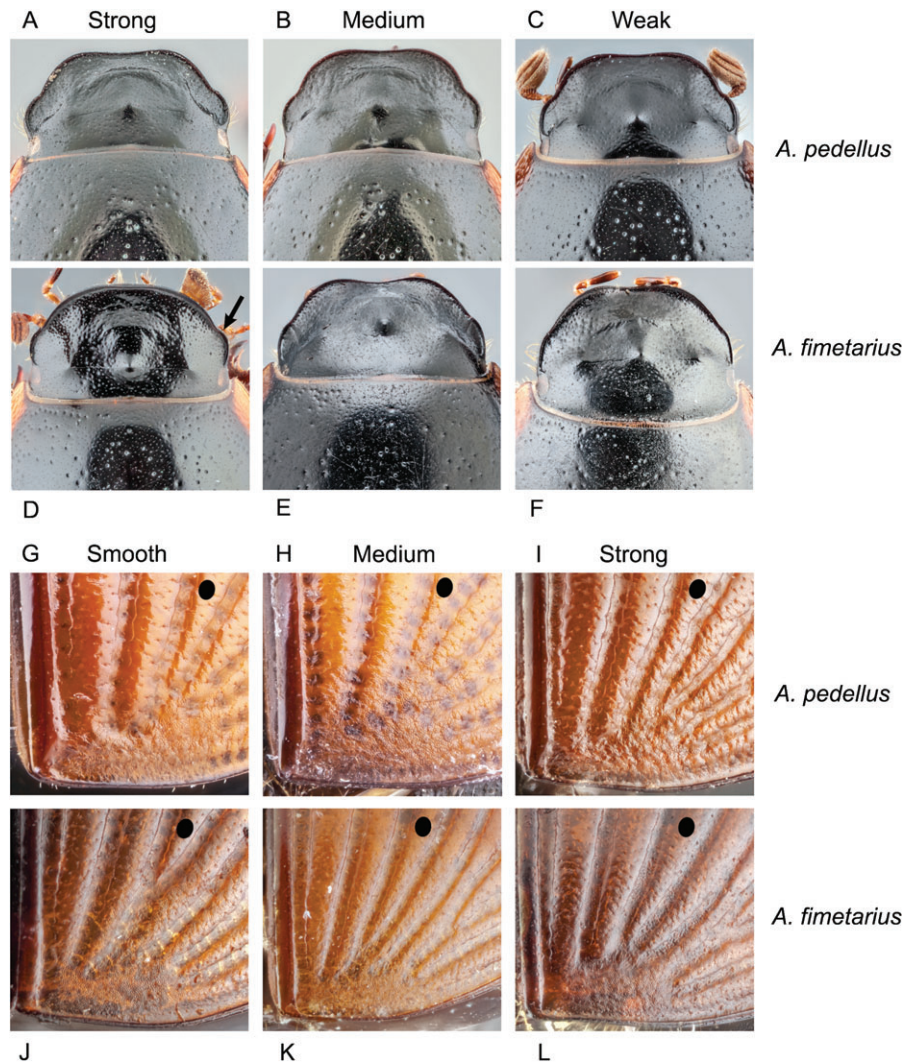 A Strong
B Medium
C Weak
A. pedellus
A. fimetarius
D
E
F
G Smooth
H Medium
I Strong
A. pedellus
A. fimetarius
J
K
L